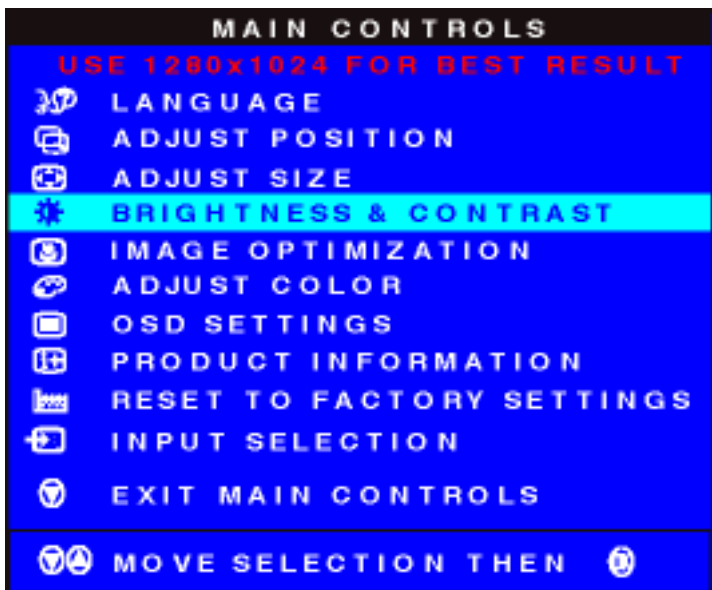 MAIN CONTROLS
USE 1280x1024 FOR BEST RESULT
LANGUAGE
ADJUST POSITION
ADJUST SIZE
BRIGHTNESS & CONTRAST
IMAGE OPTIMIZATION
ADJUST COLOR
OSD SETTINGS
PRODUCT INFORMATION
RESET TO FACTORY SETTINGS
INPUT SELECTION
EXIT MAIN CONTROLS
MOVE SELECTION THEN